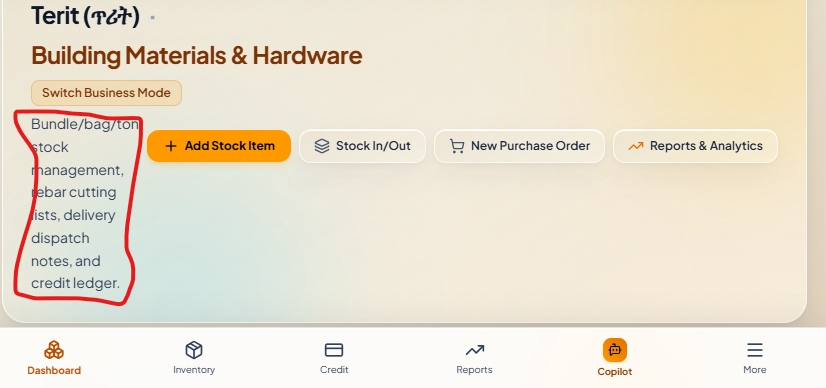 Terit (ጥሪት)
Building Materials & Hardware
Switch Business Mode
Bundle/bag/ton
stock
management,
rebar cutting
lists, delivery
dispatch
notes, and
credit ledger.
Add Stock Item
Stock In/Out
New Purchase Order
Reports & Analytics
Dashboard
Inventory
Credit
Reports
Copilot
More